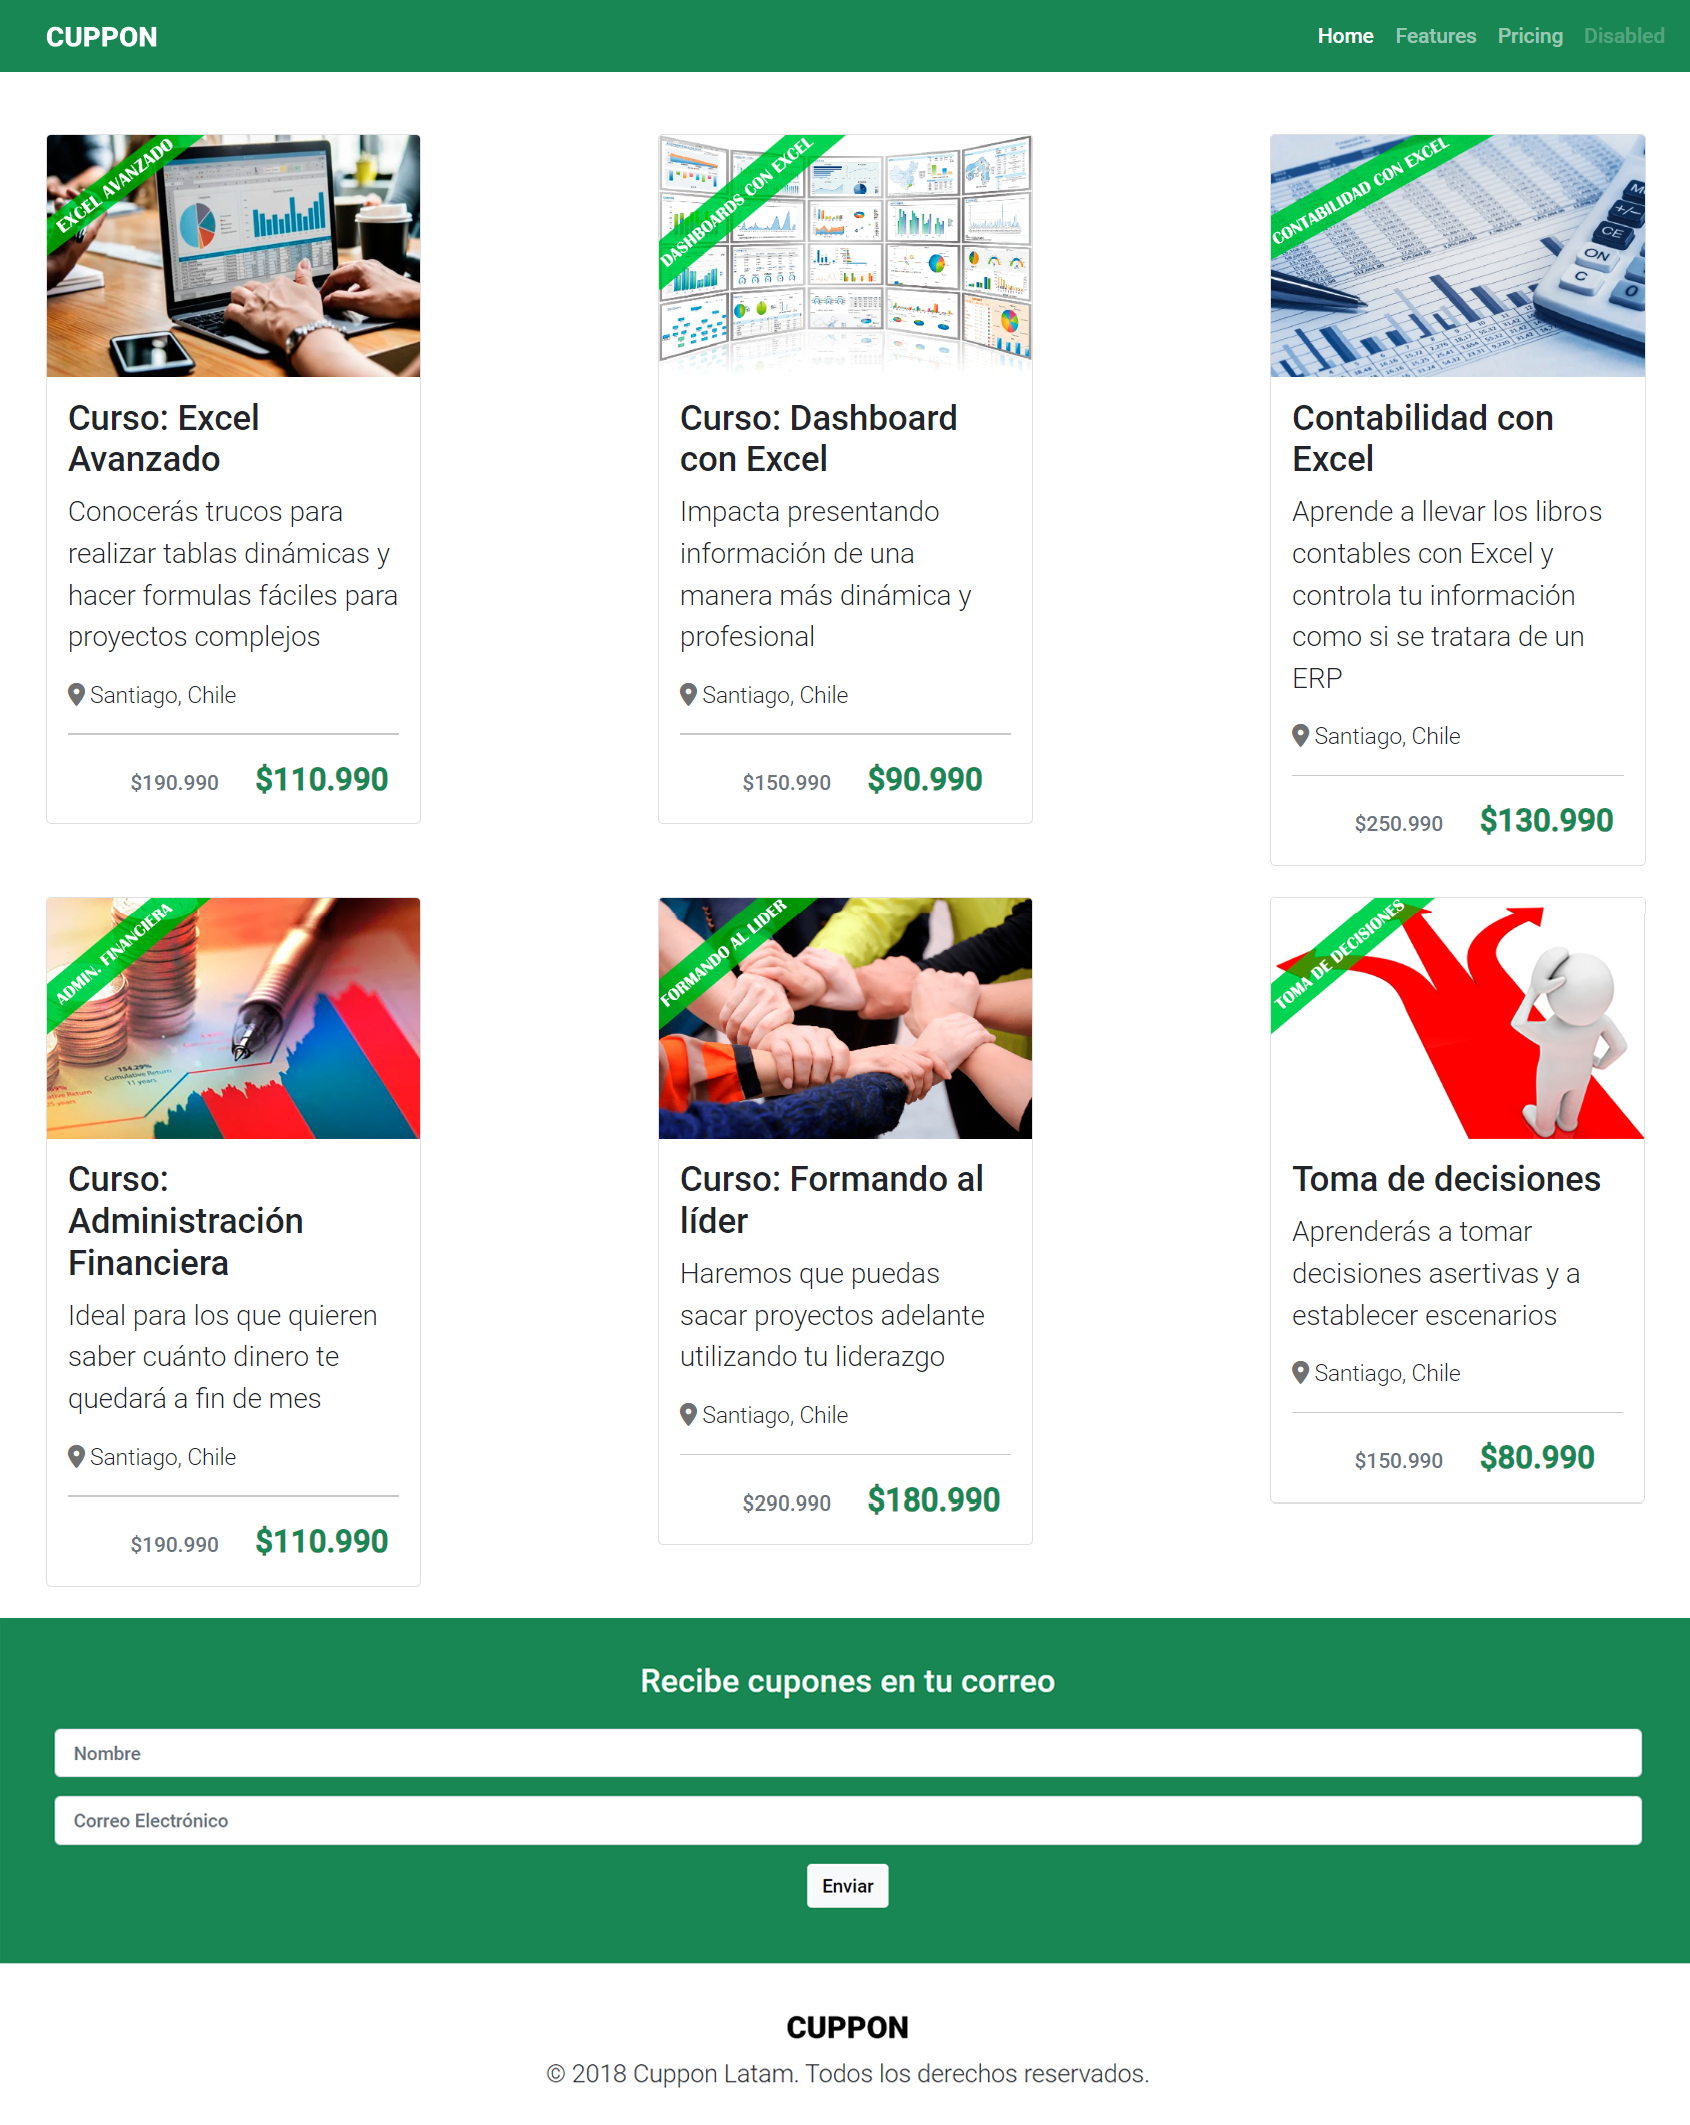 CUPPON
Home Features Pricing Disabled
EXCEL AVANZADO
Curso: Excel
Avanzado
Conocerás trucos para
realizar tablas dinámicas y
hacer formulas fáciles para
proyectos complejos
Santiago, Chile
$190.990 $110.990
DASHBOARDS CON EXCEL
Curso: Dashboard
con Excel
Impacta presentando
información de una
manera más dinámica y
profesional
Santiago, Chile
$150.990 $90.990
CONTABILIDAD CON EXCEL
ON
CE
C
Contabilidad con
Excel
Aprende a llevar los libros
contables con Excel y
controla tu información
como si se tratara de un
ERP
Santiago, Chile
$250.990 $130.990
ADMIN. FINANCIERA
154.29%
Cumulative Return
11 years
Curso:
Administración
Financiera
Ideal para los que quieren
saber cuánto dinero te
quedará a fin de mes
Santiago, Chile
$190.990 $110.990
FORMANDO AL LIDER
Curso: Formando al
líder
Haremos que puedas
sacar proyectos adelante
utilizando tu liderazgo
Santiago, Chile
$290.990 $180.990
TOMA DE DECISIONES
Toma de decisiones
Aprenderás a tomar
decisiones asertivas y a
establecer escenarios
Santiago, Chile
$150.990 $80.990
Recibe cupones en tu correo
Nombre
Correo Electrónico
Enviar
CUPPON
© 2018 Cuppon Latam. Todos los derechos reservados.